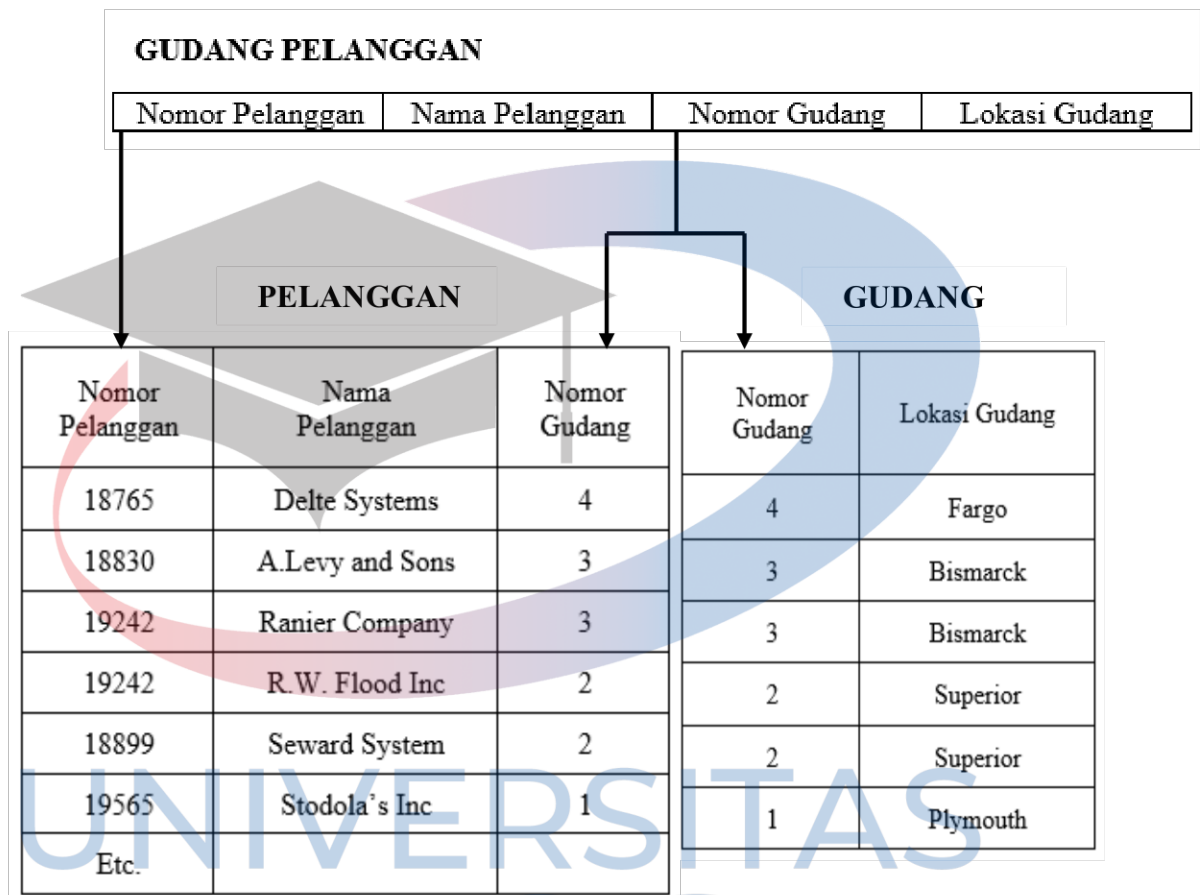 GUDANG PELANGGAN
Nomor Pelanggan Nama Pelanggan Nomor Gudang Lokasi Gudang
PELANGGAN
Nomor Pelanggan Nama Pelanggan Nomor Gudang
18765 Delte Systems 4
18830 A.Levy and Sons 3
19242 Ranier Company 3
19242 R.W. Flood Inc 2
18899 Seward System 2
19565 Stodola's Inc 1
Etc.
GUDANG
Nomor Gudang Lokasi Gudang
4 Fargo
3 Bismarck
3 Bismarck
2 Superior
2 Superior
1 Plymouth
UNIVERSITAS